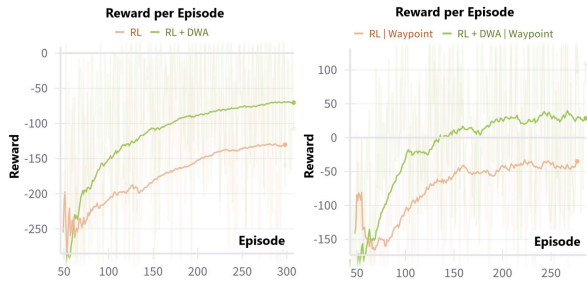 Reward per Episode
RL RL + DWA
0
-50
-100
-150
-200
-250
Reward
Episode
50 100 150 200 250 300
Reward per Episode
RL | Waypoint RL + DWA | Waypoint
100
50
0
-50
-100
-150
Reward
Episode
50 100 150 200 250